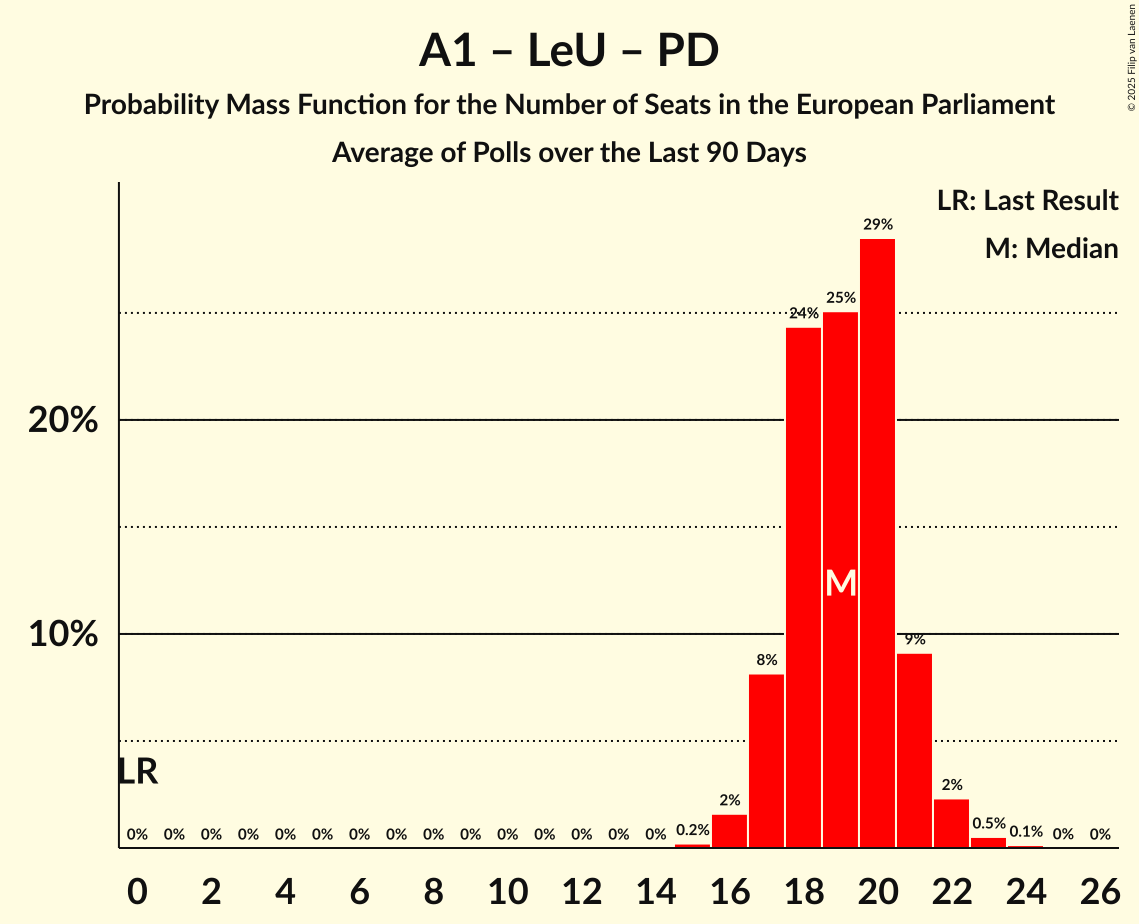 A1 – LeU – PD
Probability Mass Function for the Number of Seats in the European Parliament
Average of Polls over the Last 90 Days
© 2025 Filip van Laenen
LR: Last Result
M: Median
29%
25%
24%
20%
M
10%
9%
8%
LR
2%
2%
0% 0% 0% 0% 0% 0% 0% 0% 0% 0% 0% 0% 0% 0% 0% 0.2% 0.5% 0.1% 0% 0%
0 2 4 6 8 10 12 14 16 18 20 22 24 26